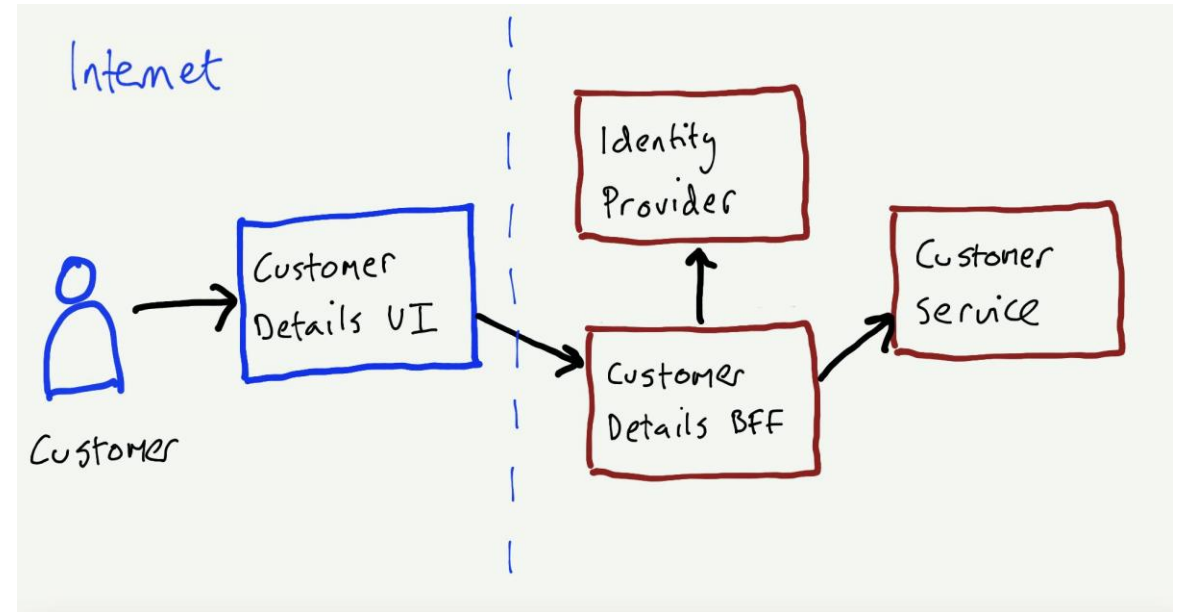 Internet
Identity
Provider
Customer
Details UI
Customer
Service
Customer
Details BFF
Customer